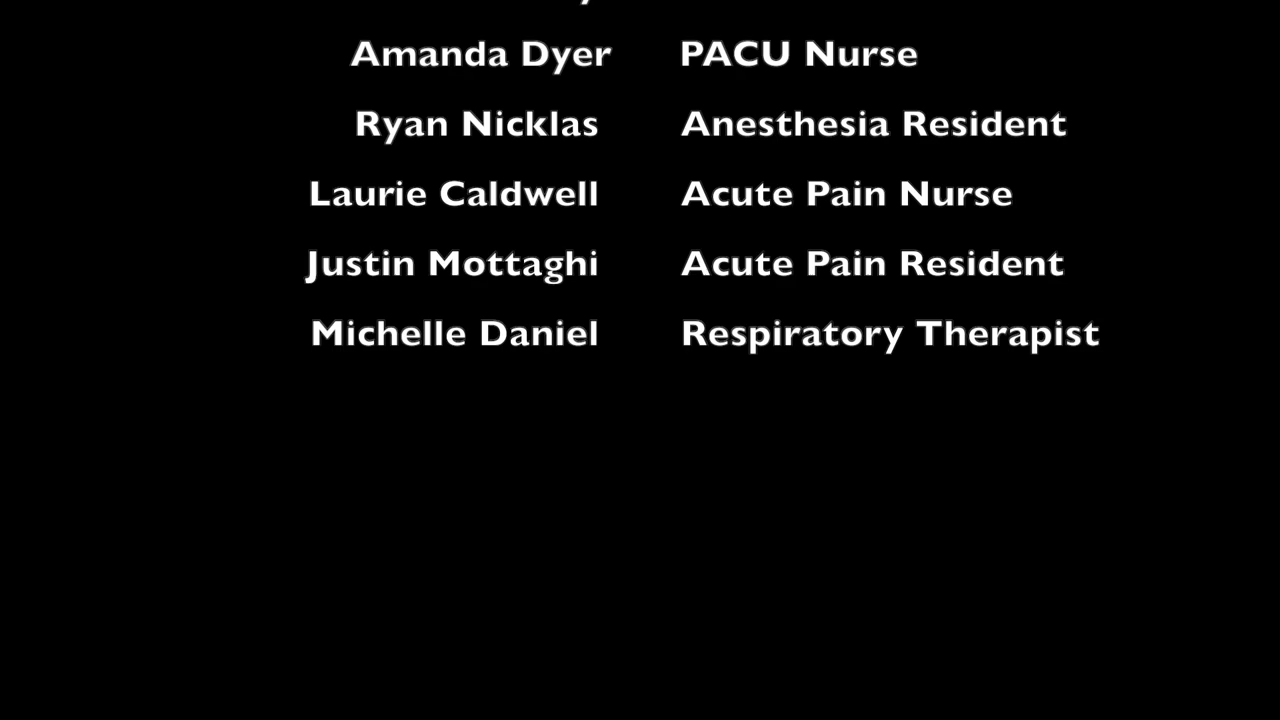 Amanda Dyer PACU Nurse
Ryan Nicklas Anesthesia Resident
Laurie Caldwell Acute Pain Nurse
Justin Mottaghi Acute Pain Resident
Michelle Daniel Respiratory Therapist